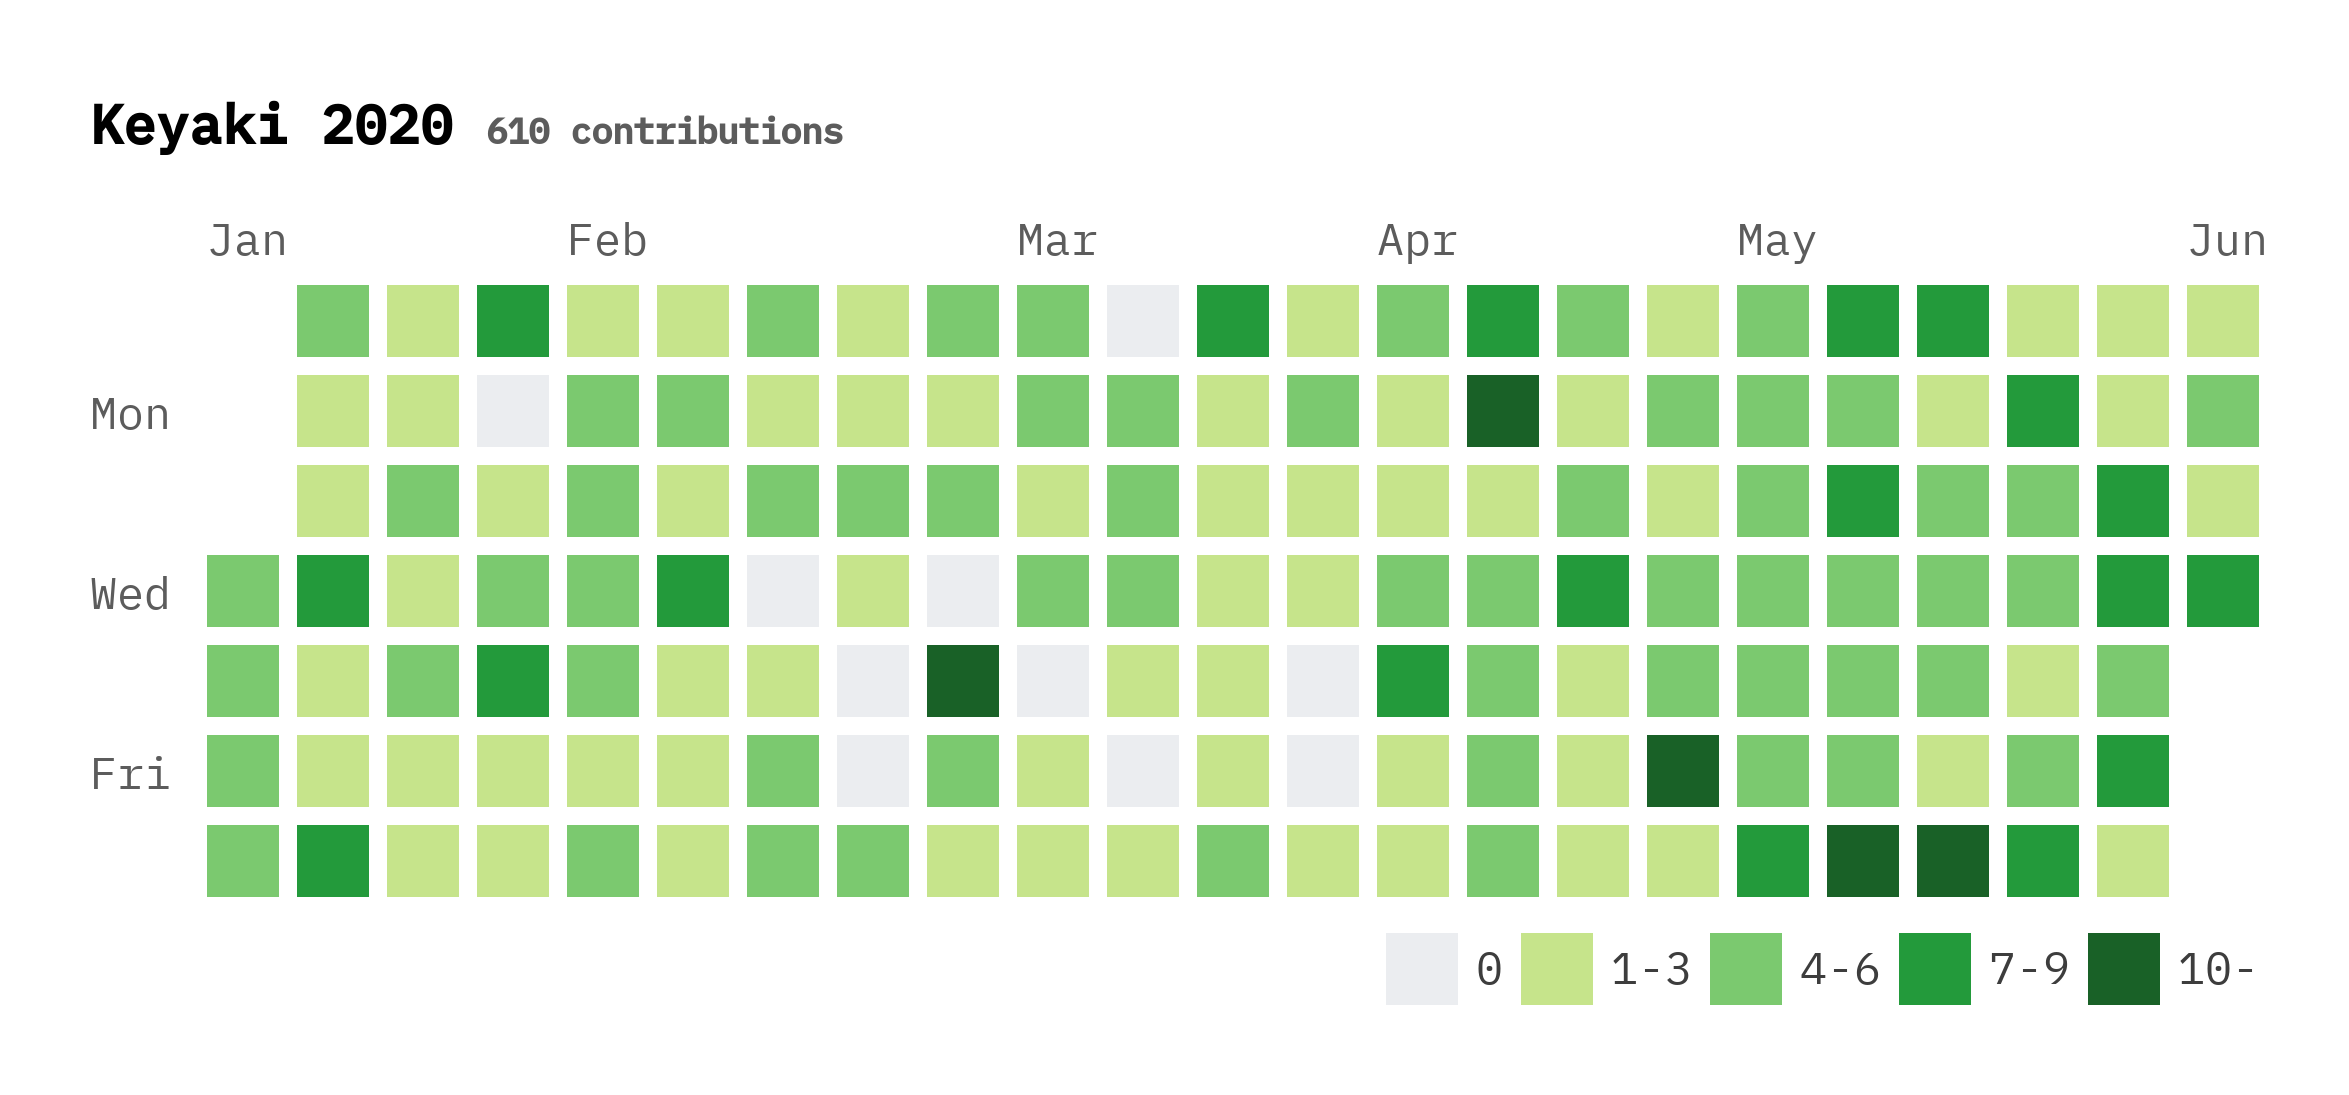 Keyaki 2020 610 contributions
Jan Feb Mar Apr May Jun
Mon
Wed
Fri
0 1-3 4-6 7-9 10-